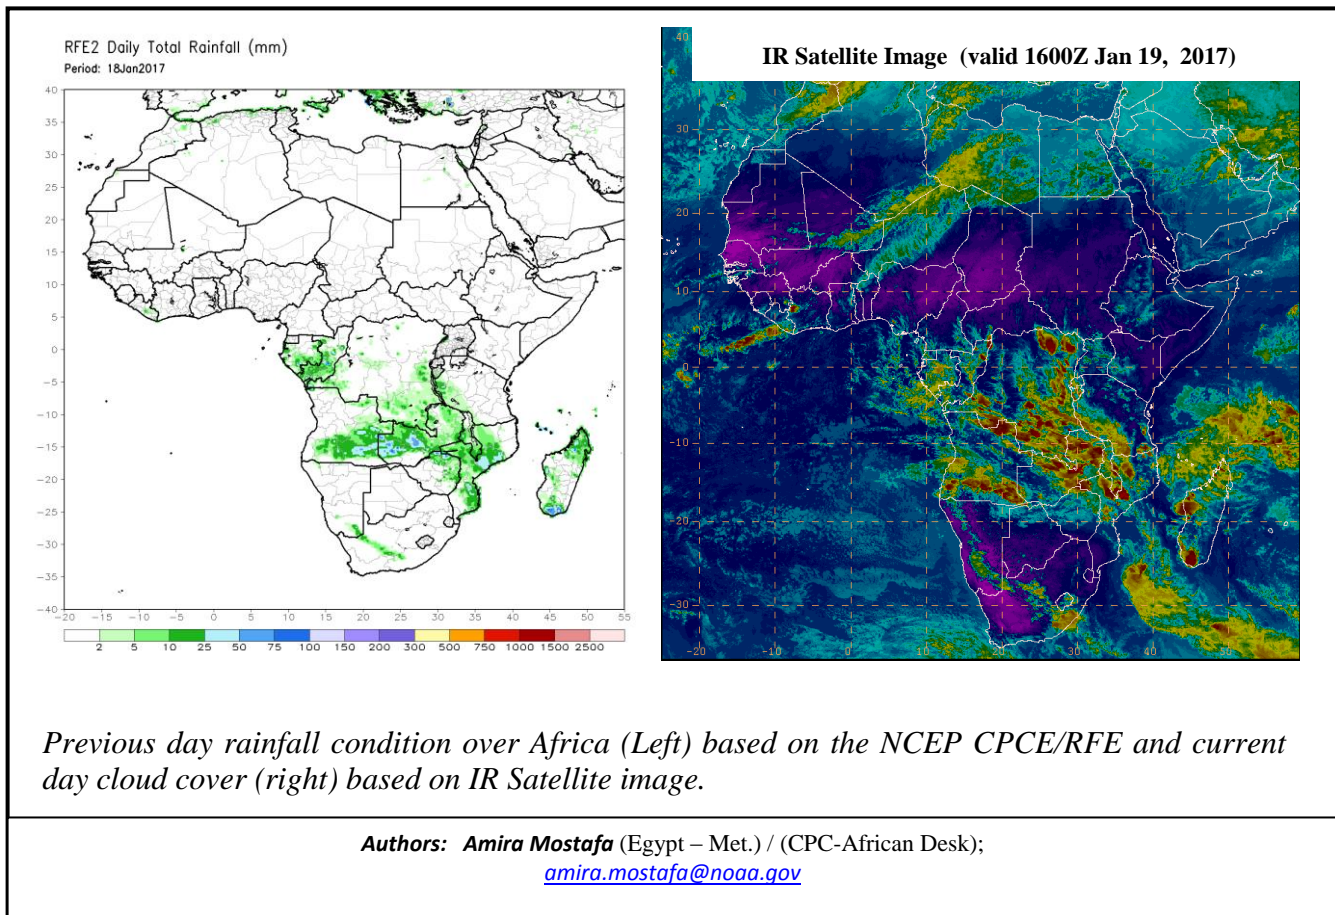 RFE2 Daily Total Rainfall (mm)
Period: 18Jan2017
40
35
30
25
20
15
10
5
0
−5
−10
−15
−20
−25
−30
−35
−40
−20 −15 −10 −5 0 5 10 15 20 25 30 35 40 45 50 55
2 5 10 25 50 75 100 150 200 300 500 750 1000 1500 2500
IR Satellite Image (valid 1600Z Jan 19, 2017)
40
30
20
10
0
-10
-20
-30
-20 -10 0 10 20 30 40 50
Previous day rainfall condition over Africa (Left) based on the NCEP CPCE/RFE and current
day cloud cover (right) based on IR Satellite image.
Authors: Amira Mostafa (Egypt – Met.) / (CPC-African Desk);
amira.mostafa@noaa.gov